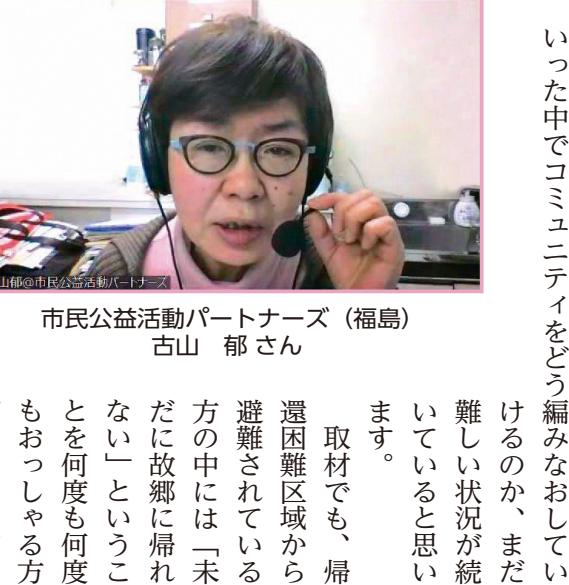 いった中でコミュニティをどう編みなおしてい
けるのか、まだ
難しい状況が続
いていると思い
ます。
取材でも、帰
還困難区域から
避難されている
方の中には「未
だに故郷に帰れ
ない」というこ
とを何度も何度
もおっしゃる方
山郁@市民公益活動パートナーズ
市民公益活動パートナーズ（福島）
古山　郁 さん